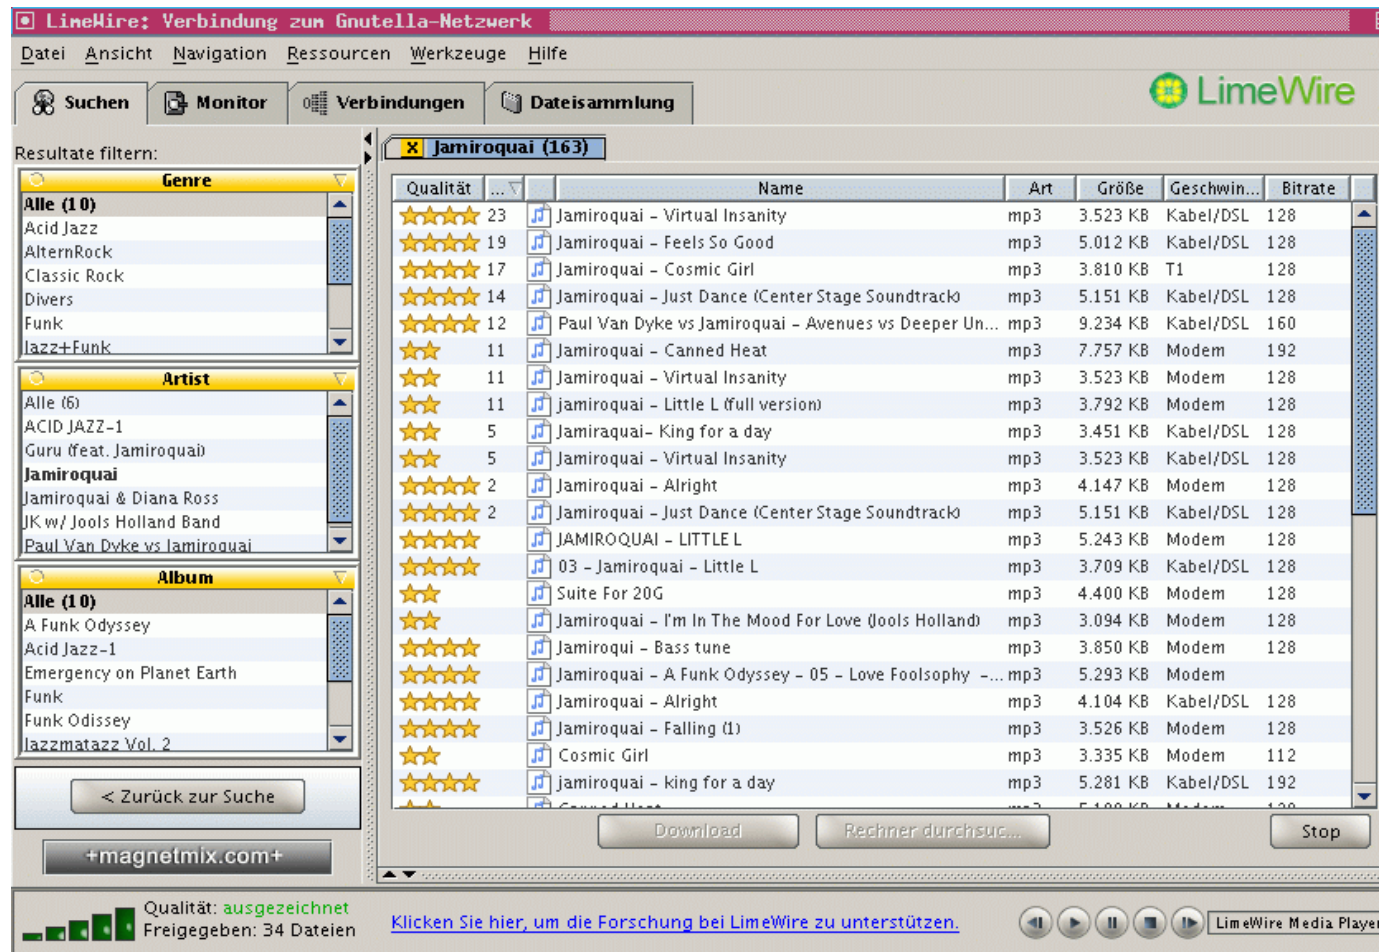 LimeWire: Verbindung zum Gnutella-Netzwerk
Datei Ansicht Navigation Ressourcen Werkzeuge Hilfe
Suchen Monitor Verbindungen Dateisammlung LimeWire
Resultate filtern:
Genre
Alle (10)
Acid Jazz
AlternRock
Classic Rock
Divers
Funk
Jazz+Funk
Artist
Alle (6)
ACID JAZZ-1
Guru (feat. Jamiroquai)
Jamiroquai
Jamiroquai & Diana Ross
JK w/ Jools Holland Band
Paul Van Dyke vs Jamiroquai
Album
Alle (10)
A Funk Odyssey
Acid Jazz-1
Emergency on Planet Earth
Funk
Funk Odissey
Jazzmatazz Vol. 2
< Zurück zur Suche
+magnetmix.com+
X Jamiroquai (163)
Qualität ... Name Art Größe Geschwin... Bitrate
23 Jamiroquai - Virtual Insanity mp3 3.523 KB Kabel/DSL 128
19 Jamiroquai - Feels So Good mp3 5.012 KB Kabel/DSL 128
17 Jamiroquai - Cosmic Girl mp3 3.810 KB T1 128
14 Jamiroquai - Just Dance (Center Stage Soundtrack) mp3 5.151 KB Kabel/DSL 128
12 Paul Van Dyke vs Jamiroquai - Avenues vs Deeper Un... mp3 9.234 KB Kabel/DSL 160
11 Jamiroquai - Canned Heat mp3 7.757 KB Modem 192
11 Jamiroquai - Virtual Insanity mp3 3.523 KB Modem 128
11 jamiroquai - Little L (full version) mp3 3.792 KB Modem 128
5 Jamiraquai- King for a day mp3 3.451 KB Kabel/DSL 128
5 Jamiroquai - Virtual Insanity mp3 3.523 KB Kabel/DSL 128
2 Jamiroquai - Alright mp3 4.147 KB Modem 128
2 Jamiroquai - Just Dance (Center Stage Soundtrack) mp3 5.151 KB Kabel/DSL 128
JAMIROQUAI - LITTLE L mp3 5.243 KB Modem 128
03 - Jamiroquai - Little L mp3 3.709 KB Kabel/DSL 128
Suite For 20G mp3 4.400 KB Modem 128
Jamiroquai - I'm In The Mood For Love (Jools Holland) mp3 3.094 KB Modem 128
Jamiroqui - Bass tune mp3 3.850 KB Modem 128
Jamiroquai - A Funk Odyssey - 05 - Love Foolsophy -... mp3 5.293 KB Modem
Jamiroquai - Alright mp3 4.104 KB Kabel/DSL 128
Jamiroquai - Falling (1) mp3 3.526 KB Modem 128
Cosmic Girl mp3 3.335 KB Modem 112
jamiroquai - king for a day mp3 5.281 KB Kabel/DSL 192
Download Rechner durchsuc... Stop
Qualität: ausgezeichnet
Freigegeben: 34 Dateien
Klicken Sie hier, um die Forschung bei LimeWire zu unterstützen.
LimeWire Media Player